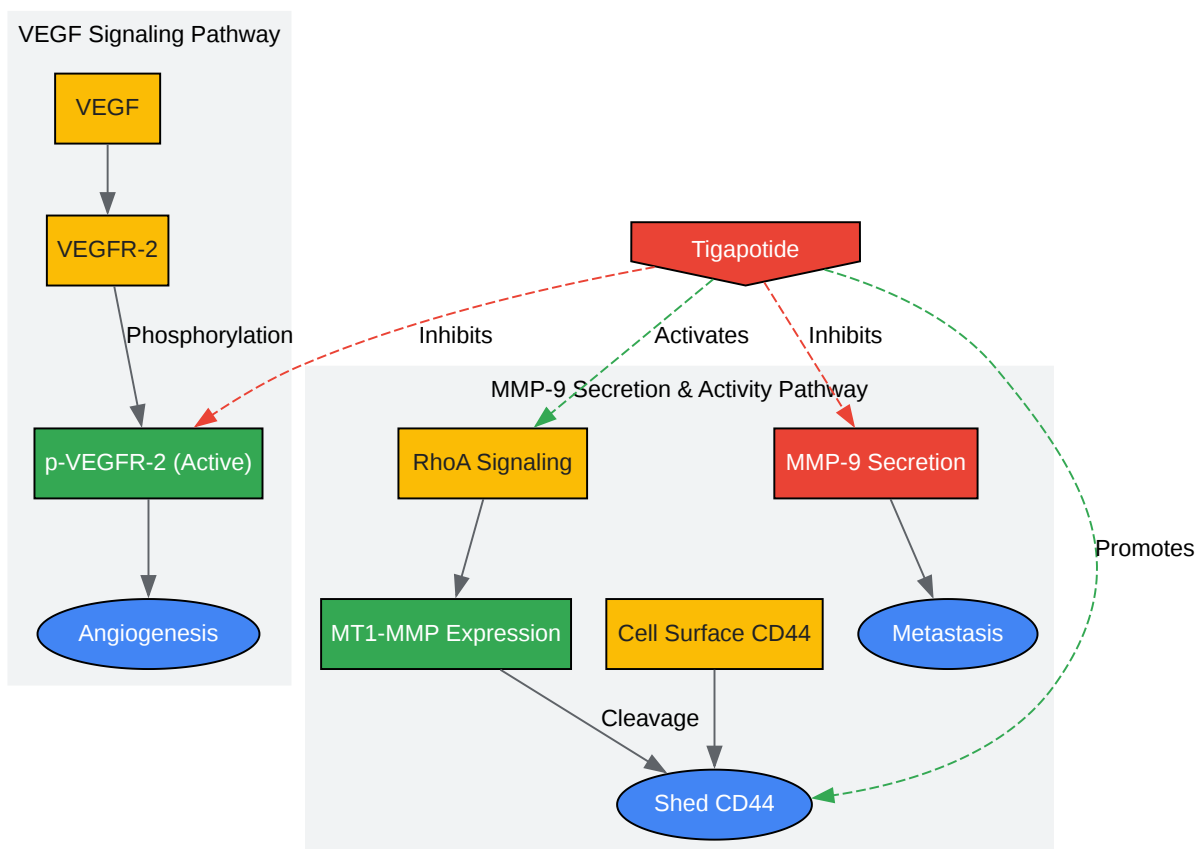 VEGF Signaling Pathway
VEGF
VEGFR-2
Tigapotide
Phosphorylation
Inhibits
Activates
Inhibits
MMP-9 Secretion & Activity Pathway
p-VEGFR-2 (Active)
RhoA Signaling
MMP-9 Secretion
Promotes
Angiogenesis
MT1-MMP Expression
Cell Surface CD44
Metastasis
Cleavage
Shed CD44